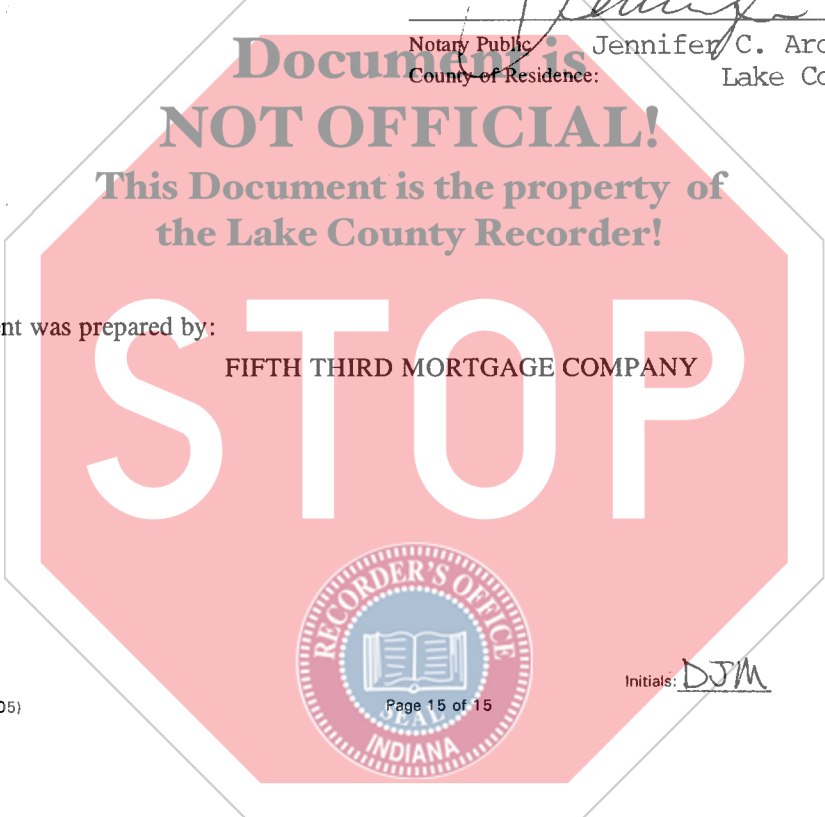 Notary Public Jennifer C. Arc
County of Residence: Lake Co
Document is
NOT OFFICIAL!
This Document is the property of
the Lake County Recorder!
nt was prepared by:
FIFTH THIRD MORTGAGE COMPANY
STOP
RECORDER'S OFFICE
SEAL
INDIANA
Initials: DJM
05)
Page 15 of 15